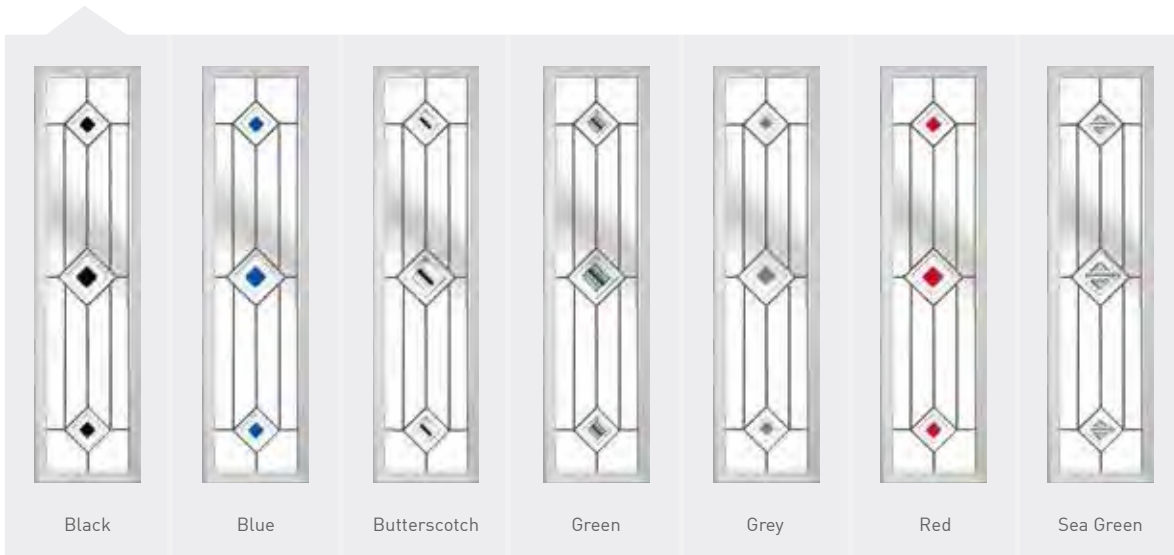 Black
Blue
Butterscotch
Green
Grey
Red
Sea Green